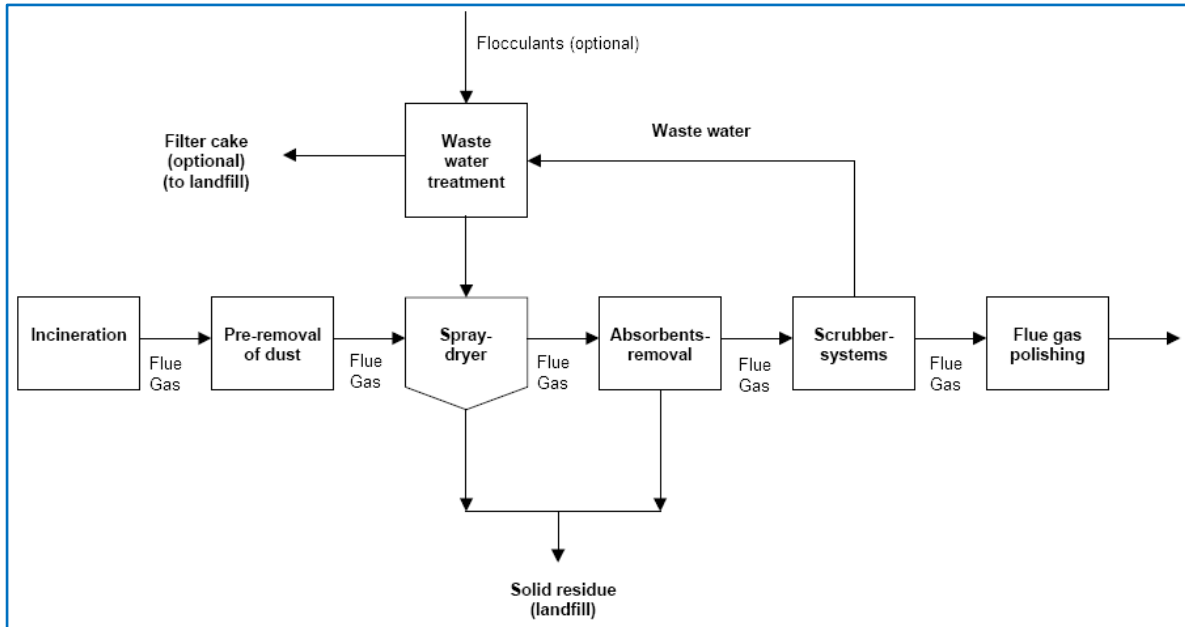 Flocculants (optional)
Waste water
Filter cake
(optional)
(to landfill)
Waste
water
treatment
Incineration
Flue
Gas
Pre-removal
of dust
Flue
Gas
Spray-
dryer
Flue
Gas
Absorbents-
removal
Flue
Gas
Scrubber-
systems
Flue
Gas
Flue gas
polishing
Solid residue
(landfill)